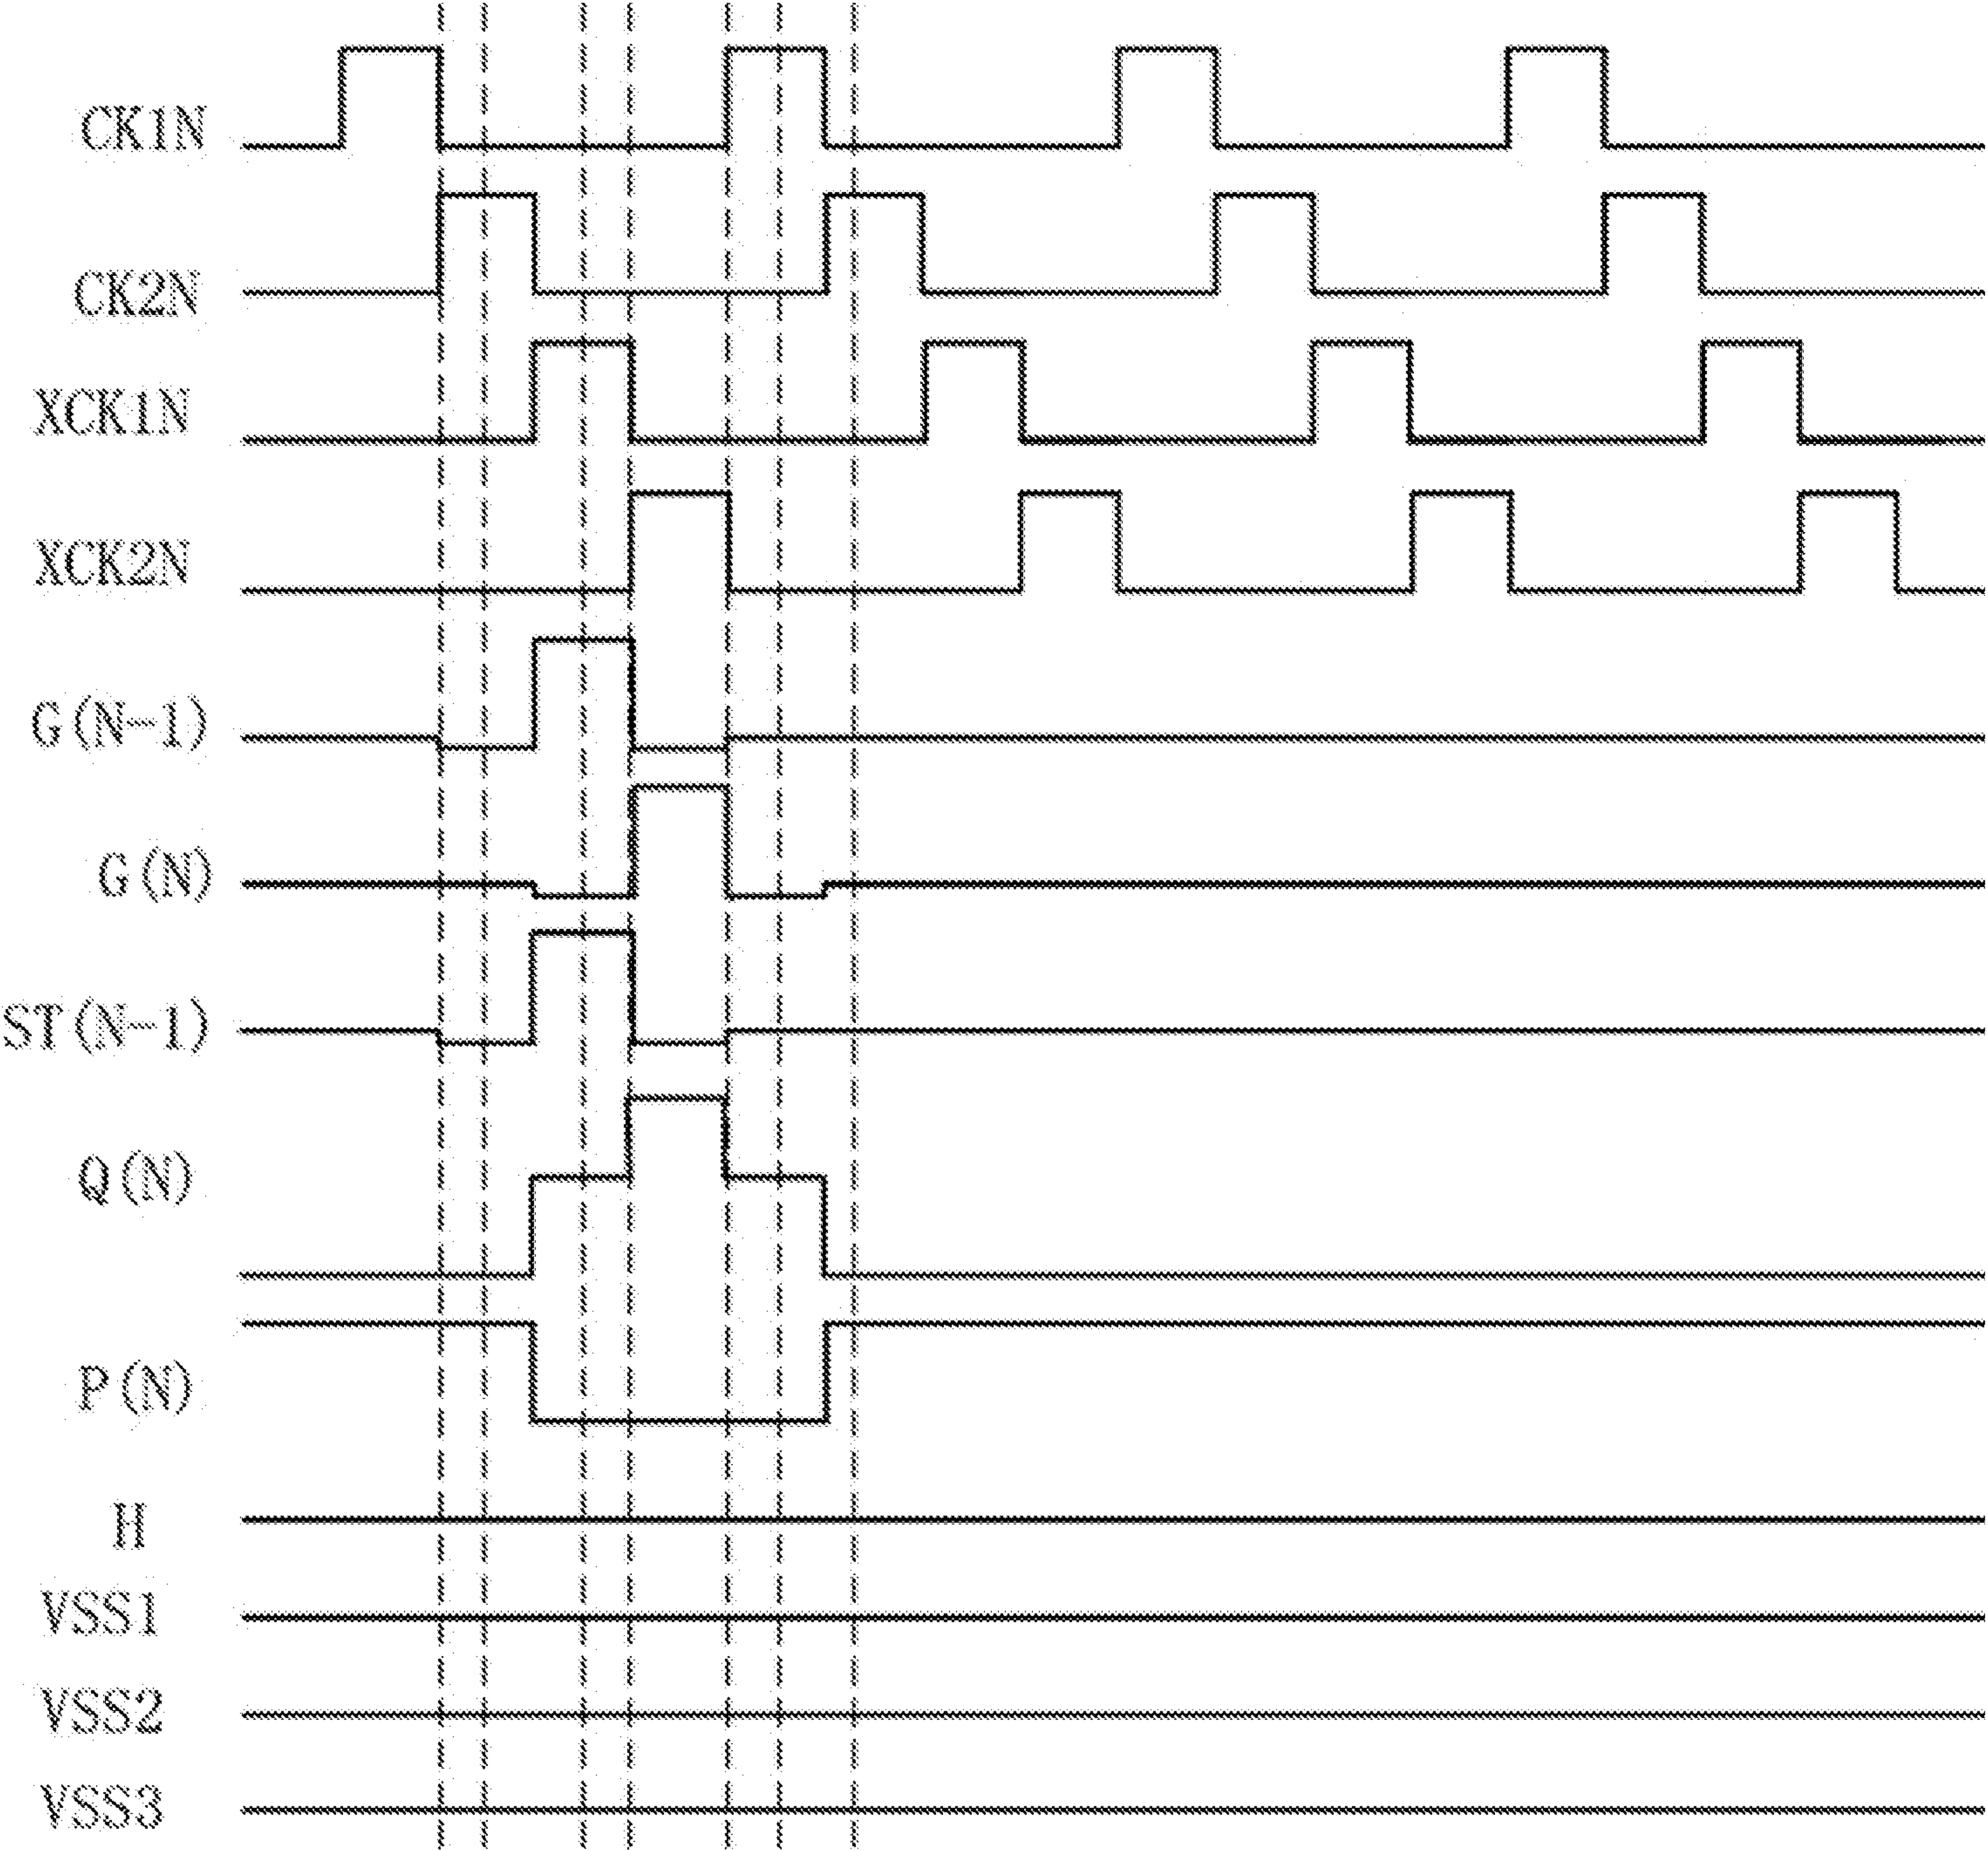 CK1N
CK2N
XCK1N
XCK2N
G(N-1)
G(N)
ST(N-1)
Q(N)
P(N)
H
VSS1
VSS2
VSS3